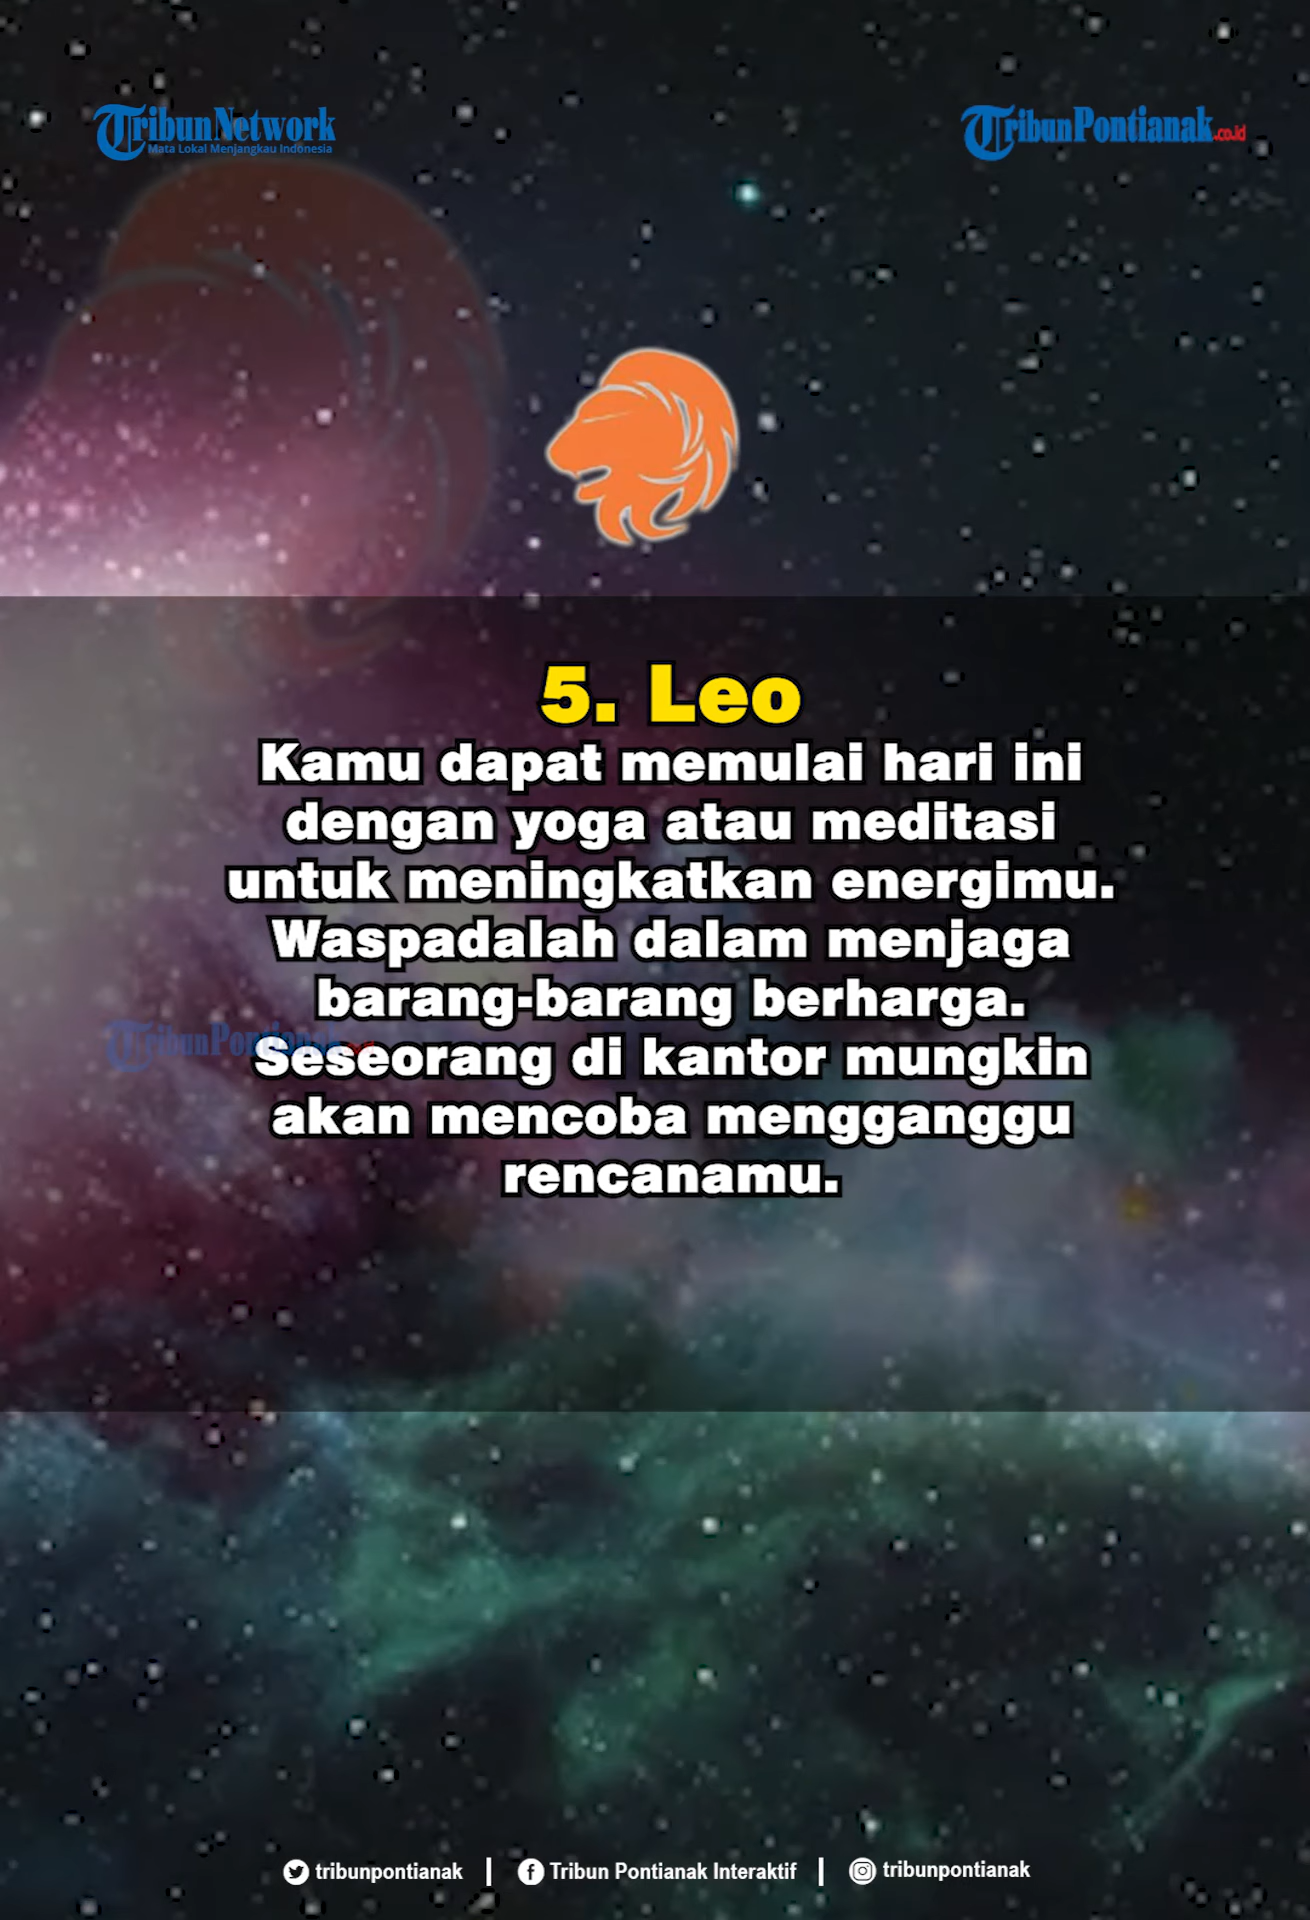 TribunNetwork
Mata Lokal Menjangkau Indonesia
TribunPontianak.co.id
5. Leo
Kamu dapat memulai hari ini
dengan yoga atau meditasi
untuk meningkatkan energimu.
Waspadalah dalam menjaga
barang-barang berharga.
TribunPontianak
Seseorang di kantor mungkin
akan mencoba mengganggu
rencanamu.
tribunpontianak | Tribun Pontianak Interaktif | tribunpontianak